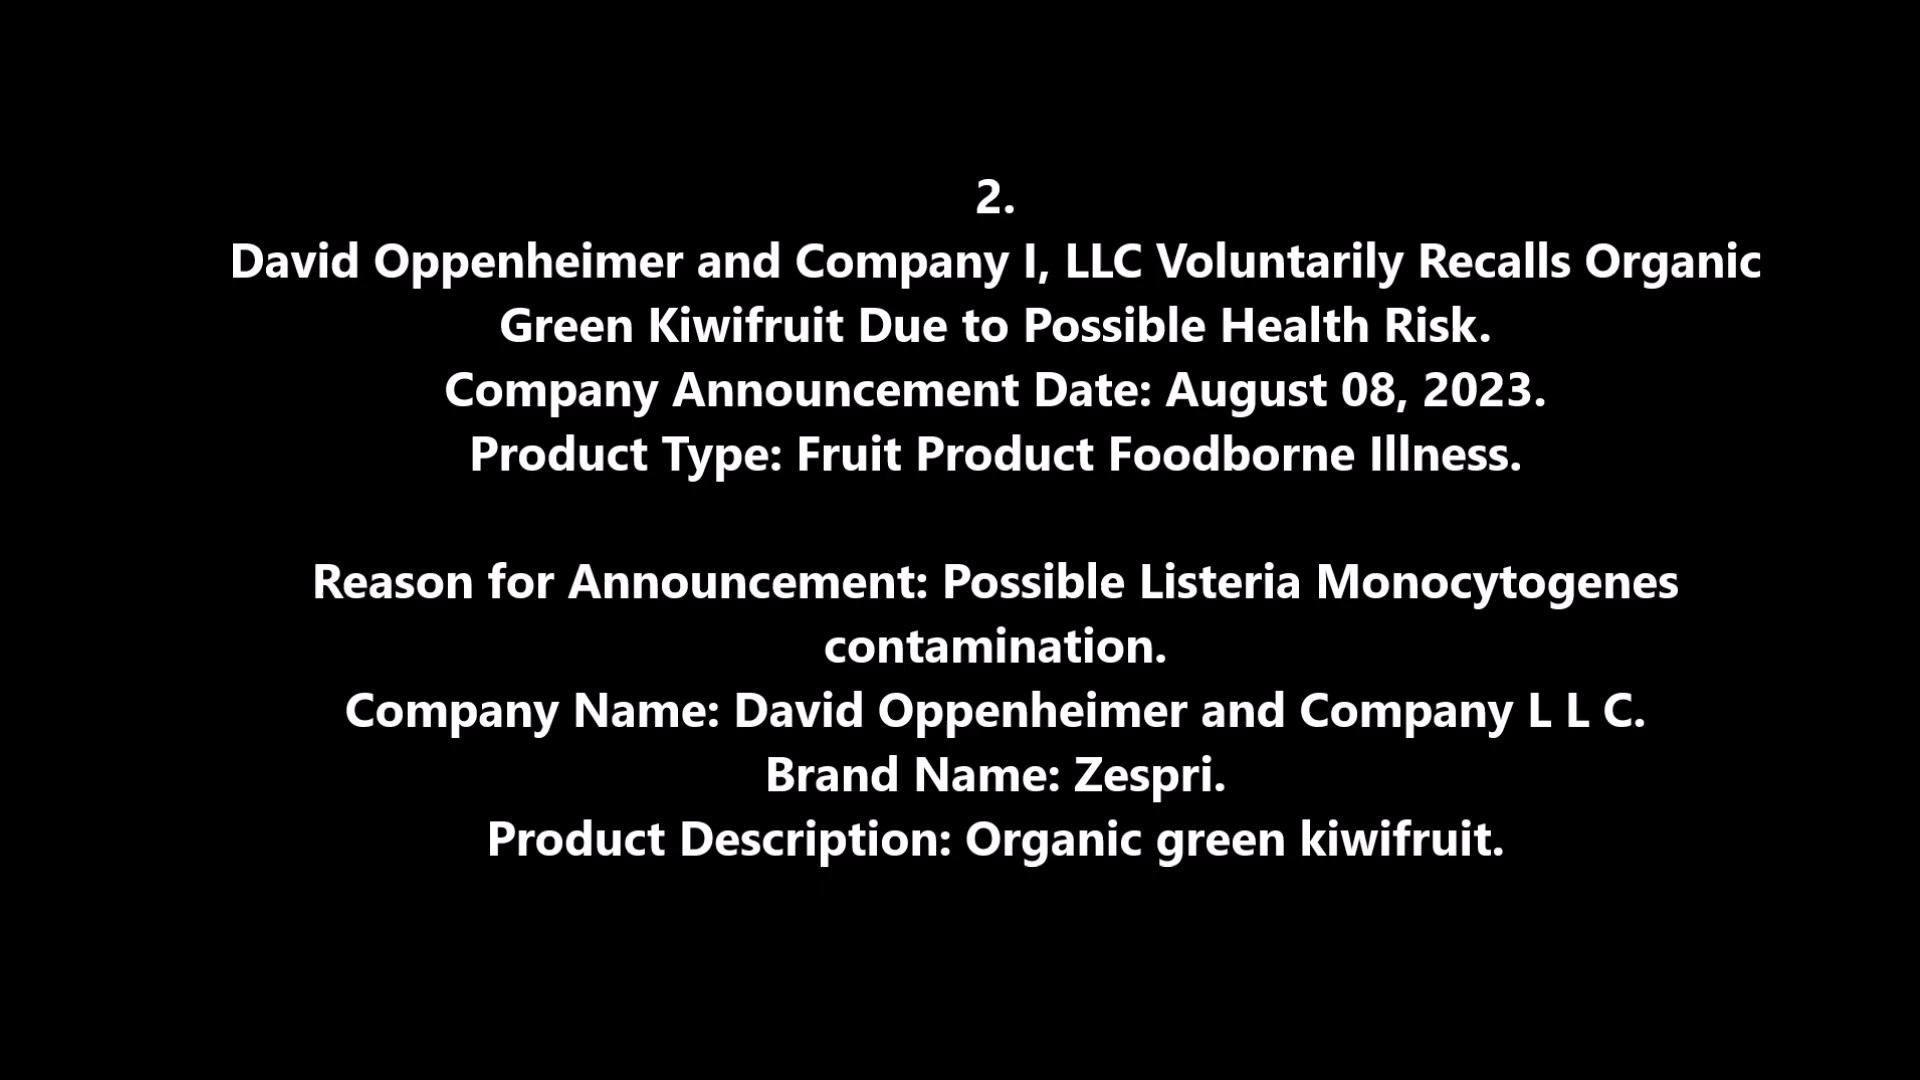 2.
David Oppenheimer and Company I, LLC Voluntarily Recalls Organic
Green Kiwifruit Due to Possible Health Risk.
Company Announcement Date: August 08, 2023.
Product Type: Fruit Product Foodborne Illness.
Reason for Announcement: Possible Listeria Monocytogenes
contamination.
Company Name: David Oppenheimer and Company L L C.
Brand Name: Zespri.
Product Description: Organic green kiwifruit.